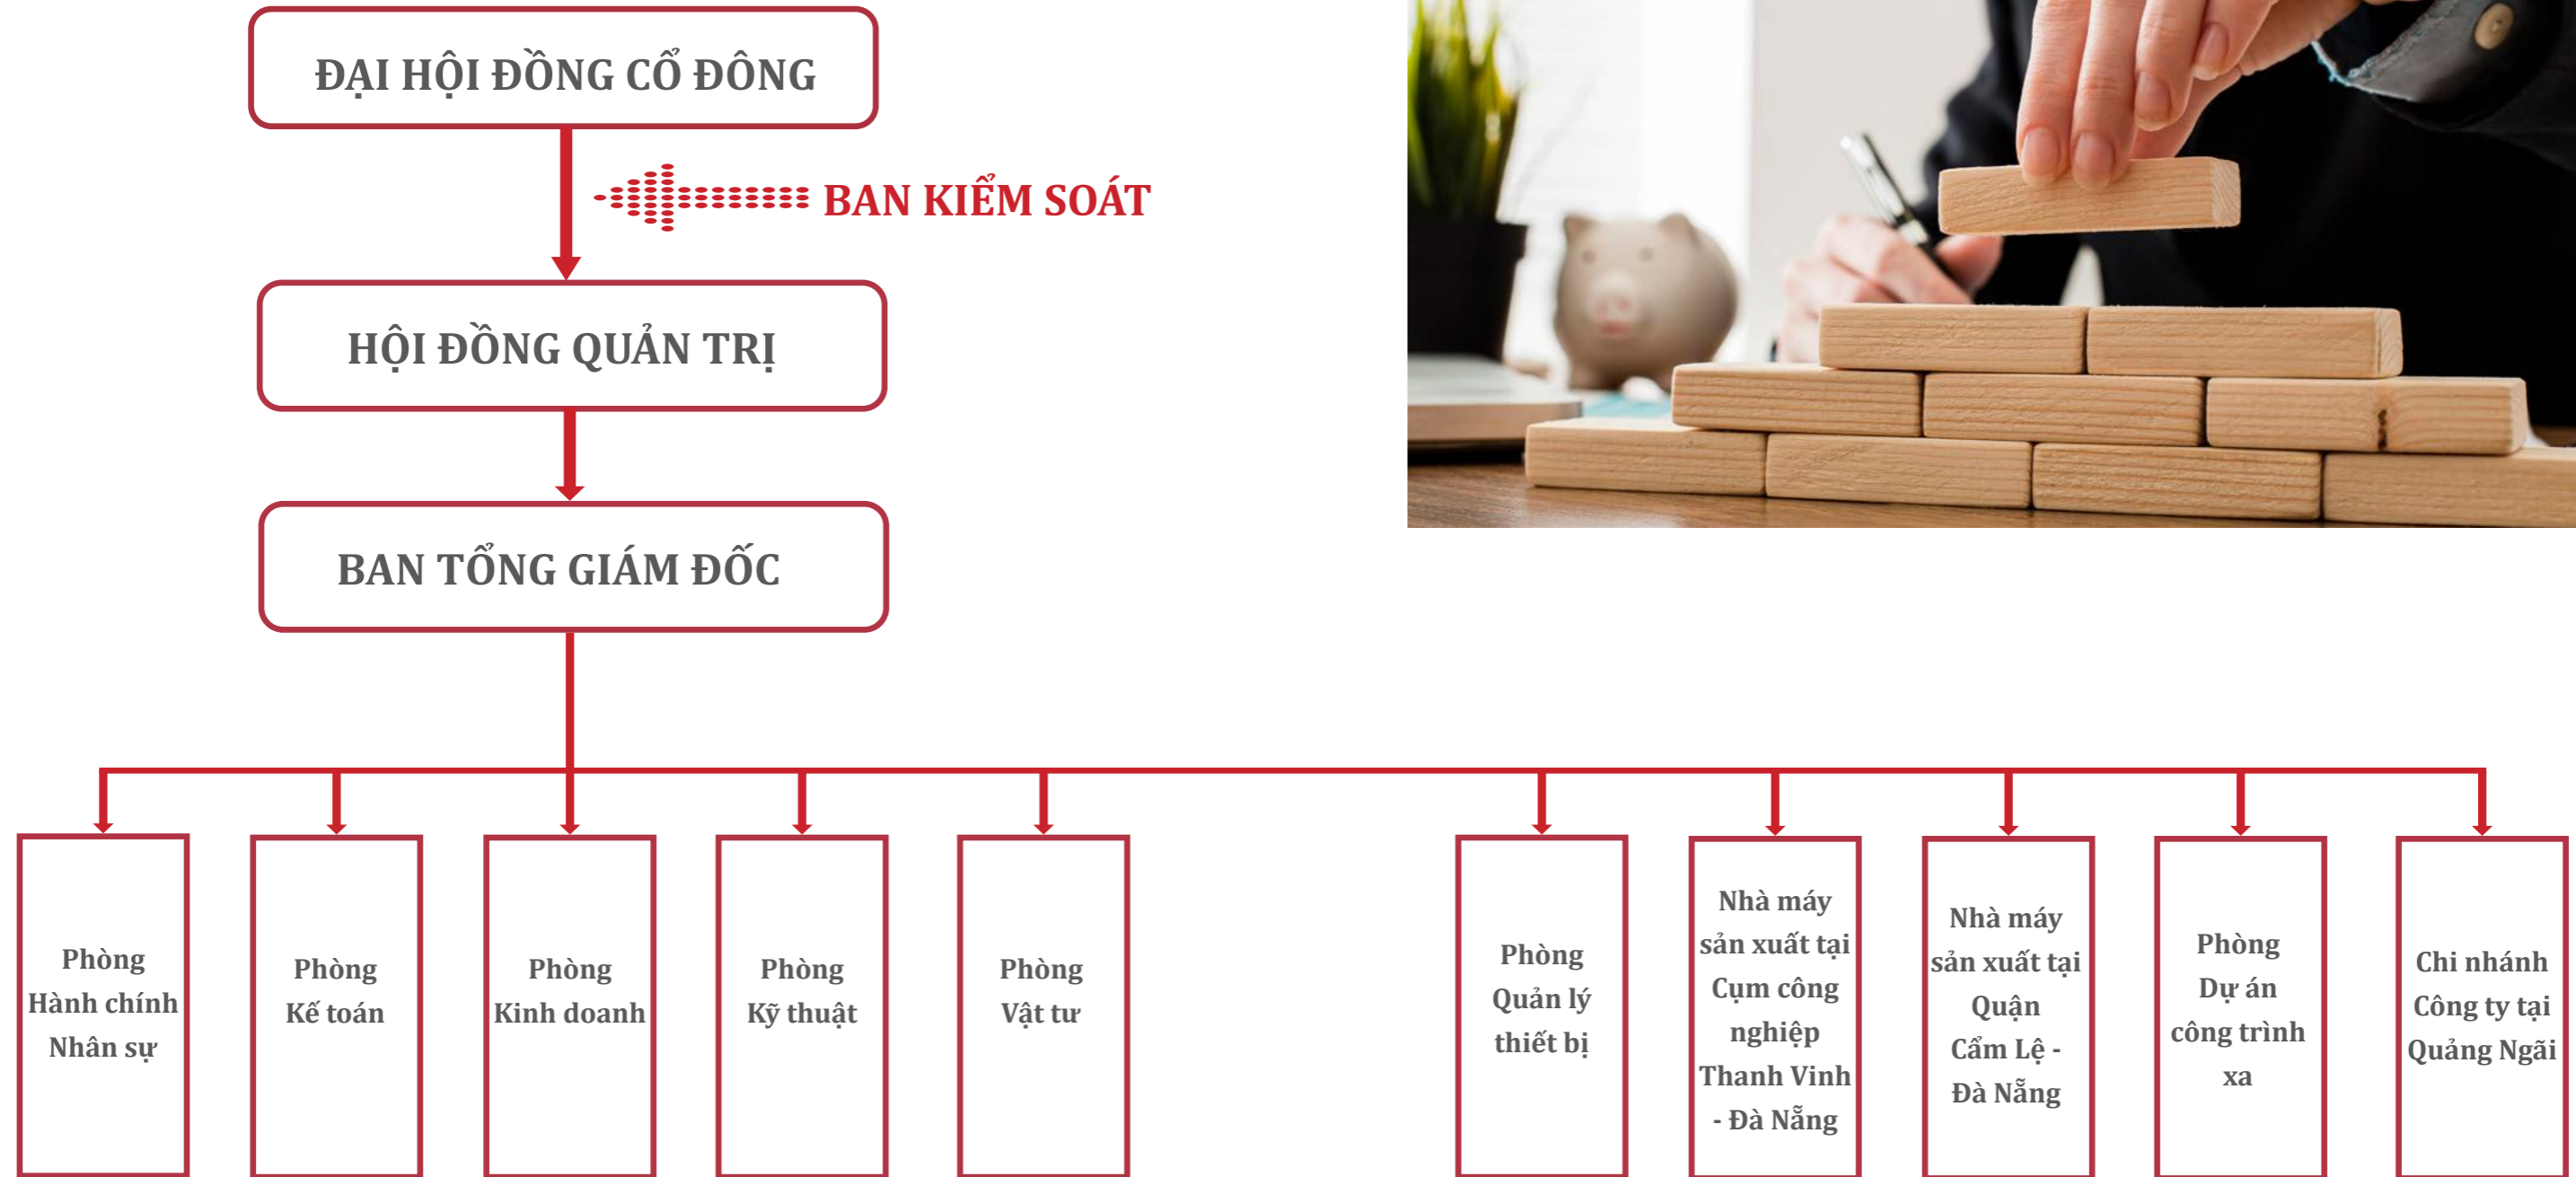 ĐẠI HỘI ĐỒNG CỔ ĐÔNG
BAN KIỂM SOÁT
HỘI ĐỒNG QUẢN TRỊ
BAN TỔNG GIÁM ĐỐC
Phòng
Hành chính
Nhân sự
Phòng
Kế toán
Phòng
Kinh doanh
Phòng
Kỹ thuật
Phòng
Vật tư
Phòng
Quản lý
thiết bị
Nhà máy
sản xuất tại
Cụm công
nghiệp
Thanh Vinh
- Đà Nẵng
Nhà máy
sản xuất tại
Quận
Cẩm Lệ -
Đà Nẵng
Phòng
Dự án
công trình
xa
Chi nhánh
Công ty tại
Quảng Ngãi